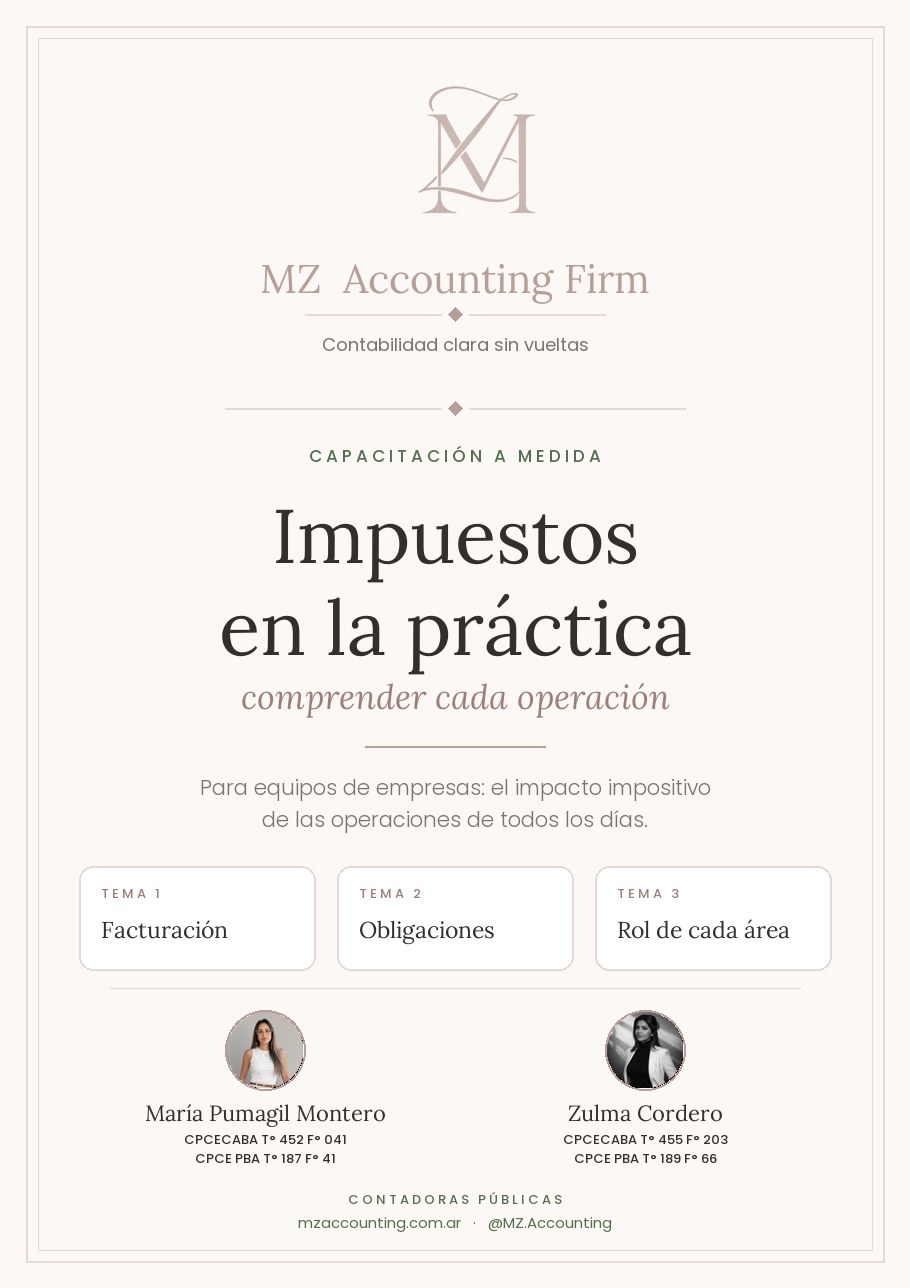 MZ
MZ Accounting Firm
Contabilidad clara sin vueltas
CAPACITACIÓN A MEDIDA
Impuestos
en la práctica
comprender cada operación
Para equipos de empresas: el impacto impositivo
de las operaciones de todos los días.
TEMA 1
Facturación
TEMA 2
Obligaciones
TEMA 3
Rol de cada área
María Pumagil Montero
CPCECABA T° 452 F° 041
CPCE PBA T° 187 F° 41
Zulma Cordero
CPCECABA T° 455 F° 203
CPCE PBA T° 189 F° 66
CONTADORAS PÚBLICAS
mzaccounting.com.ar · @MZ.Accounting